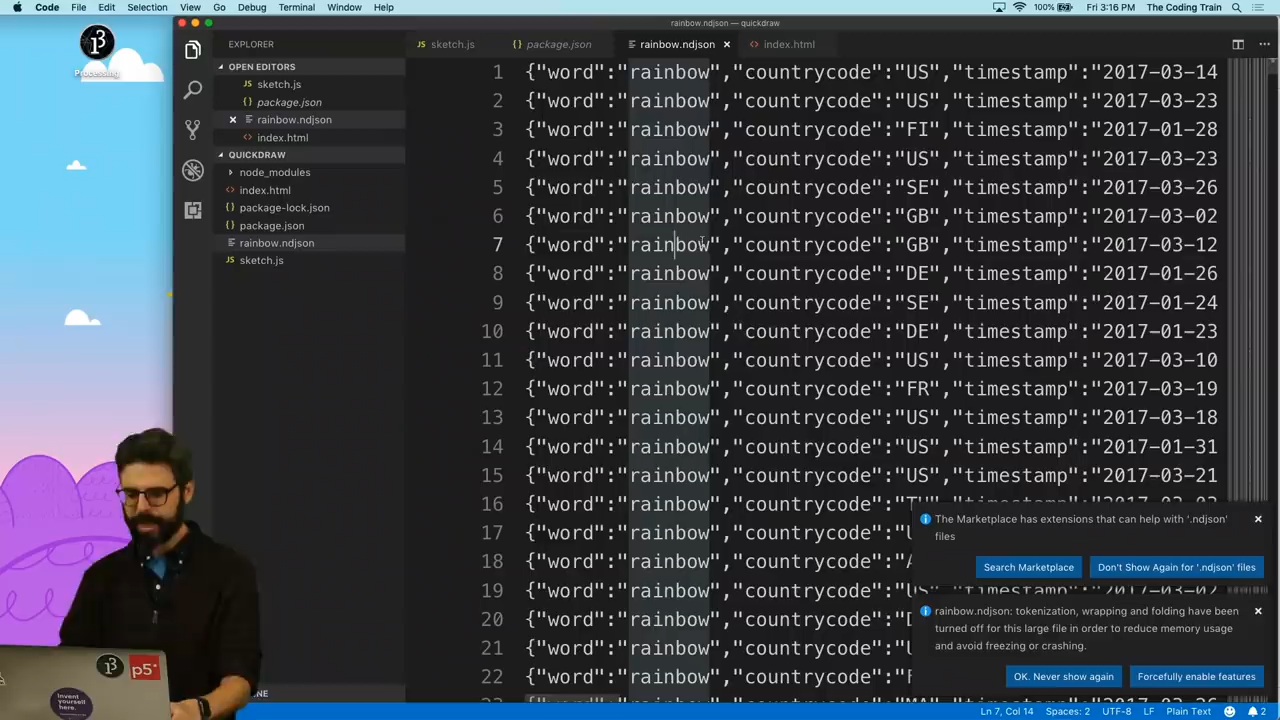 Code File Edit Selection View Go Debug Terminal Window Help
100% Fri 3:16 PM The Coding Train
rainbow.ndjson — quickdraw
Processing
EXPLORER
OPEN EDITORS
JS sketch.js
{} package.json
rainbow.ndjson
<> index.html
QUICKDRAW
node_modules
<> index.html
{} package-lock.json
{} package.json
rainbow.ndjson
JS sketch.js
JS sketch.js {} package.json rainbow.ndjson <> index.html
1 {"word":"rainbow","countrycode":"US","timestamp":"2017-03-14
2 {"word":"rainbow","countrycode":"US","timestamp":"2017-03-23
3 {"word":"rainbow","countrycode":"FI","timestamp":"2017-01-28
4 {"word":"rainbow","countrycode":"US","timestamp":"2017-03-23
5 {"word":"rainbow","countrycode":"SE","timestamp":"2017-03-26
6 {"word":"rainbow","countrycode":"GB","timestamp":"2017-03-02
7 {"word":"rainbow","countrycode":"GB","timestamp":"2017-03-12
8 {"word":"rainbow","countrycode":"DE","timestamp":"2017-01-26
9 {"word":"rainbow","countrycode":"SE","timestamp":"2017-01-24
10 {"word":"rainbow","countrycode":"DE","timestamp":"2017-01-23
11 {"word":"rainbow","countrycode":"US","timestamp":"2017-03-10
12 {"word":"rainbow","countrycode":"FR","timestamp":"2017-03-19
13 {"word":"rainbow","countrycode":"US","timestamp":"2017-03-18
14 {"word":"rainbow","countrycode":"US","timestamp":"2017-01-31
15 {"word":"rainbow","countrycode":"US","timestamp":"2017-03-21
16 {"word":"rainbow","countrycode":"
17 {"word":"rainbow","countrycode":"
18 {"word":"rainbow","countrycode":"
19 {"word":"rainbow","countrycode":"
20 {"word":"rainbow","countrycode":"
21 {"word":"rainbow","countrycode":"
22 {"word":"rainbow","countrycode":"
The Marketplace has extensions that can help with '.ndjson'
files
Search Marketplace Don't Show Again for '.ndjson' files
rainbow.ndjson: tokenization, wrapping and folding have been
turned off for this large file in order to reduce memory usage
and avoid freezing or crashing.
OK. Never show again Forcefully enable features
p5*
Invent
yourself
here.
Ln 7, Col 14 Spaces: 2 UTF-8 LF Plain Text 2